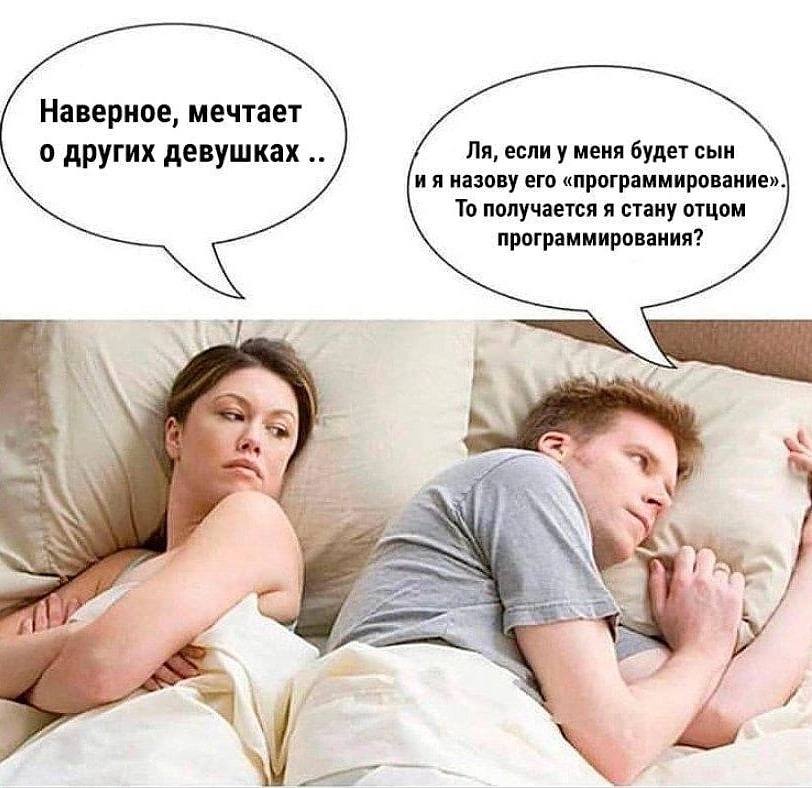 Наверное, мечтает
о других девушках ..
Ля, если у меня будет сын
и я назову его «программирование».
То получается я стану отцом
программирования?